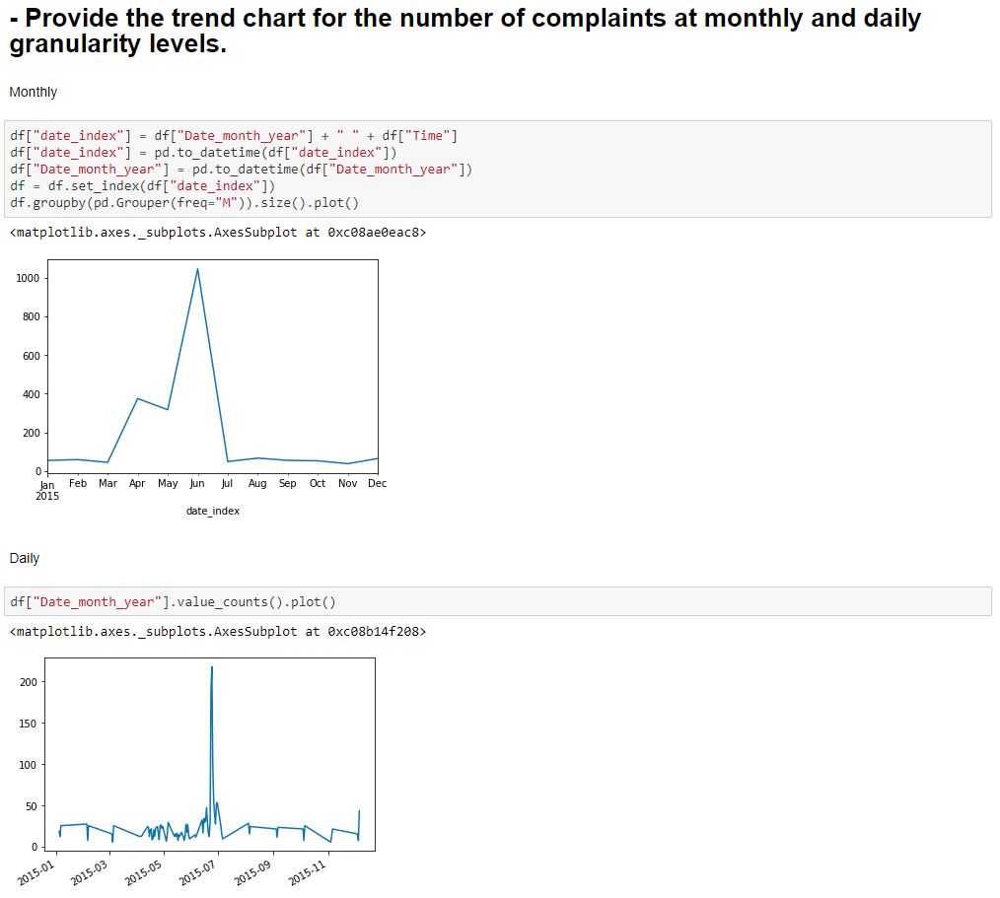 - Provide the trend chart for the number of complaints at monthly and daily
granularity levels.
Monthly
df["date_index"] = df["Date_month_year"] + " " + df["Time"]
df["date_index"] = pd.to_datetime(df["date_index"])
df["Date_month_year"] = pd.to_datetime(df["Date_month_year"])
df = df.set_index(df["date_index"])
df.groupby(pd.Grouper(freq="M")).size().plot()
<matplotlib.axes._subplots.AxesSubplot at 0xc08ae0eac8>
1000
800
600
400
200
0
Jan Feb Mar Apr May Jun Jul Aug Sep Oct Nov Dec
2015
date_index
Daily
df["Date_month_year"].value_counts().plot()
<matplotlib.axes._subplots.AxesSubplot at 0xc08b14f208>
200
150
100
50
0
2015-01 2015-03 2015-05 2015-07 2015-09 2015-11